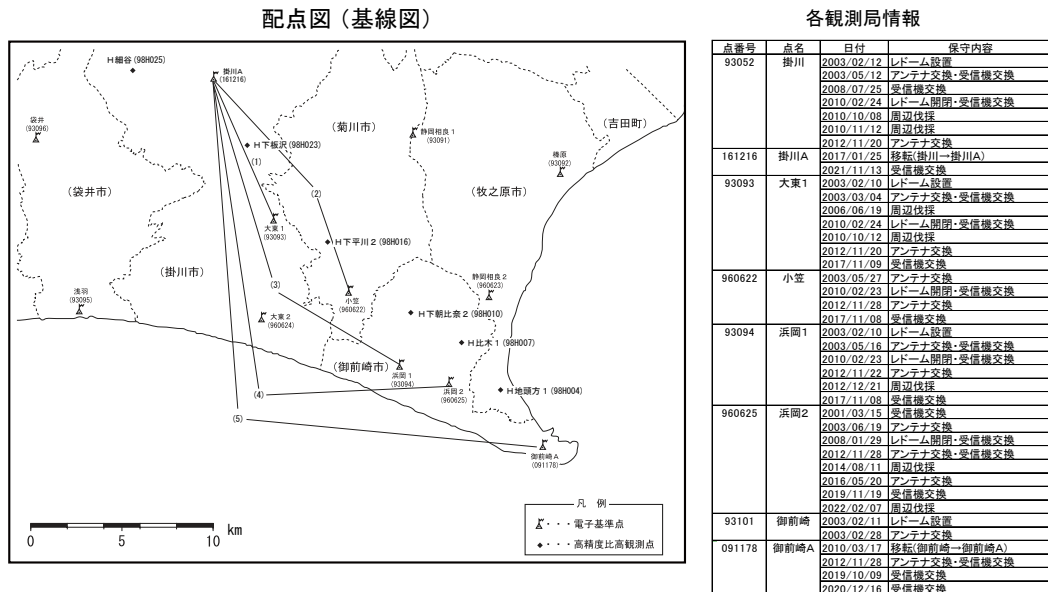 配点図(基線図)
H細谷(98H025)
掛川A
(161216)
袋井
(93096)
(菊川市)
静岡相良1
(93091)
(吉田町)
H下板沢(98H023)
(1)
榛原
(93092)
(袋井市)
(2)
(牧之原市)
大東1
(93093)
H下平川2(98H016)
(掛川市)
(3)
静岡相良2
(960623)
浅羽
(93095)
小笠
(960622)
大東2
(960624)
H下朝比奈2(98H010)
H比木1(98H007)
(御前崎市)
浜岡1
(93094)
(4)
浜岡2
(960625)
H地頭方1(98H004)
(5)
御前崎A
(091178)
凡 例
・・・電子基準点
・・・高精度比高観測点
0 5 10 km
各観測局情報
点番号 点名 日付 保守内容
93052 掛川 2003/02/12 レドーム設置
2003/05/12 アンテナ交換・受信機交換
2008/07/25 受信機交換
2010/02/24 レドーム開閉・受信機交換
2010/10/08 周辺伐採
2010/11/12 周辺伐採
2012/11/20 アンテナ交換
161216 掛川A 2017/01/25 移転(掛川→掛川A)
2021/11/13 受信機交換
93093 大東1 2003/02/10 レドーム設置
2003/03/04 アンテナ交換・受信機交換
2006/06/19 周辺伐採
2010/02/24 レドーム開閉・受信機交換
2010/10/12 周辺伐採
2012/11/20 アンテナ交換
2017/11/09 受信機交換
960622 小笠 2003/05/27 アンテナ交換
2010/02/23 レドーム開閉・受信機交換
2012/11/28 アンテナ交換
2017/11/08 受信機交換
93094 浜岡1 2003/02/10 レドーム設置
2003/05/16 アンテナ交換・受信機交換
2010/02/23 レドーム開閉・受信機交換
2012/11/22 アンテナ交換
2012/12/21 周辺伐採
2017/11/08 受信機交換
960625 浜岡2 2001/03/15 受信機交換
2003/06/19 アンテナ交換
2008/01/29 レドーム開閉・受信機交換
2012/11/28 アンテナ交換・受信機交換
2014/08/11 周辺伐採
2016/05/20 アンテナ交換
2019/11/19 受信機交換
2022/02/07 周辺伐採
93101 御前崎 2003/02/11 レドーム設置
2003/02/28 アンテナ交換
091178 御前崎A 2010/03/17 移転(御前崎→御前崎A)
2012/11/28 アンテナ交換・受信機交換
2019/10/09 受信機交換
2020/12/16 受信機交換